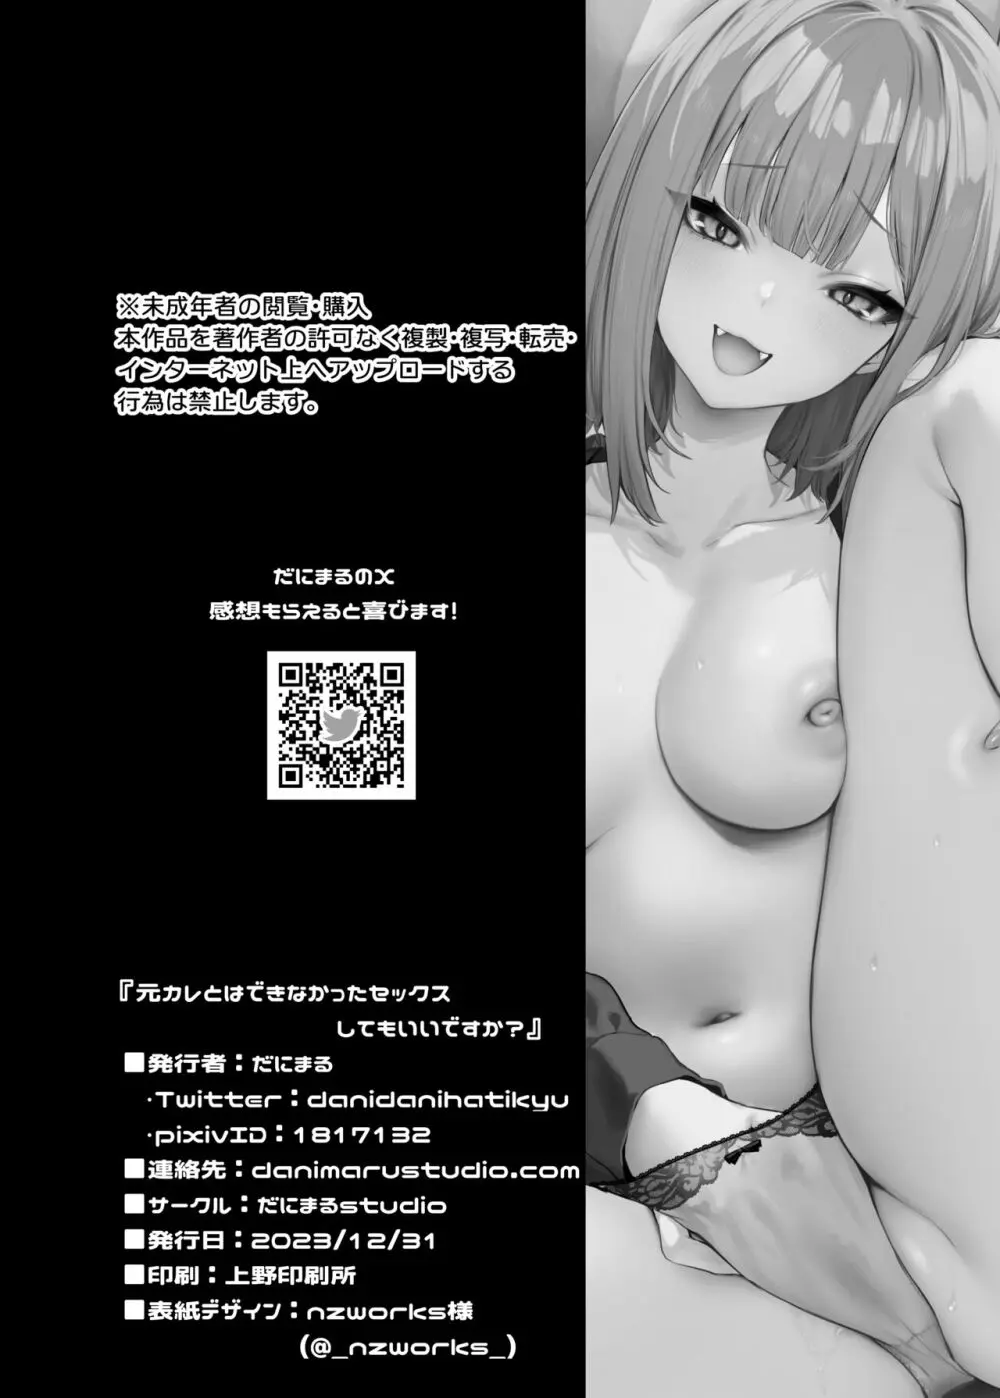 ※未成年者の閲覧・購入
本作品を著作者の許可なく複製・複写・転売・
インターネット上へアップロードする
行為は禁止します。
だにまるのX
感想もらえると喜びます!
『元カレとはできなかったセックス
してもいいですか?』
■発行者:だにまる
・Twitter:danidanihatikyu
・pixivID:1817132
■連絡先:danimarustudio.com
■サークル:だにまるstudio
■発行日:2023/12/31
■印刷:上野印刷所
■表紙デザイン:nzworks様
(@_nzworks_)